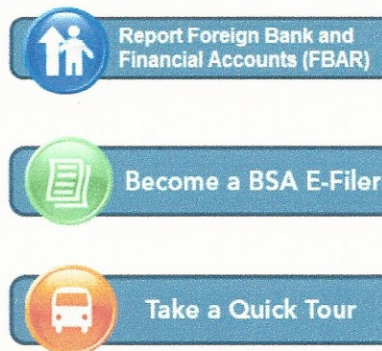 Report Foreign Bank and
Financial Accounts (FBAR)
Become a BSA E-Filer
Take a Quick Tour